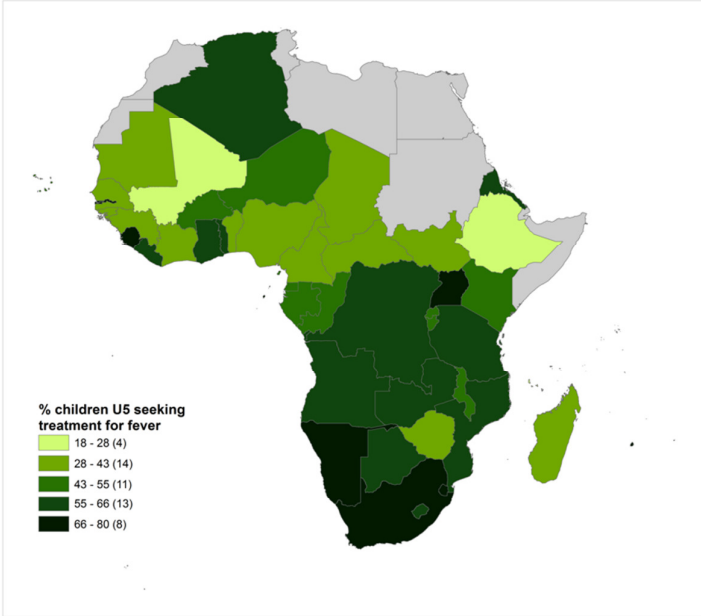 % children U5 seeking
treatment for fever
18 - 28 (4)
28 - 43 (14)
43 - 55 (11)
55 - 66 (13)
66 - 80 (8)